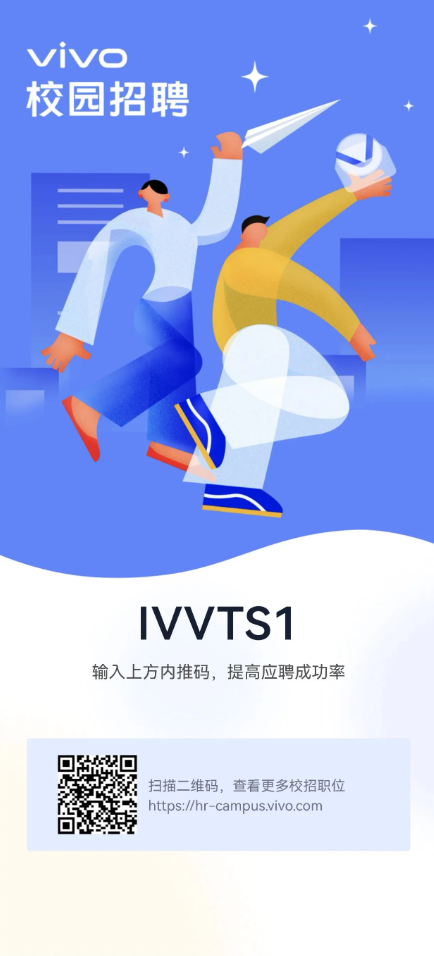 vivo
校园招聘
IVVTS1
输入上方内推码，提高应聘成功率
扫描二维码，查看更多校招职位
https://hr-campus.vivo.com